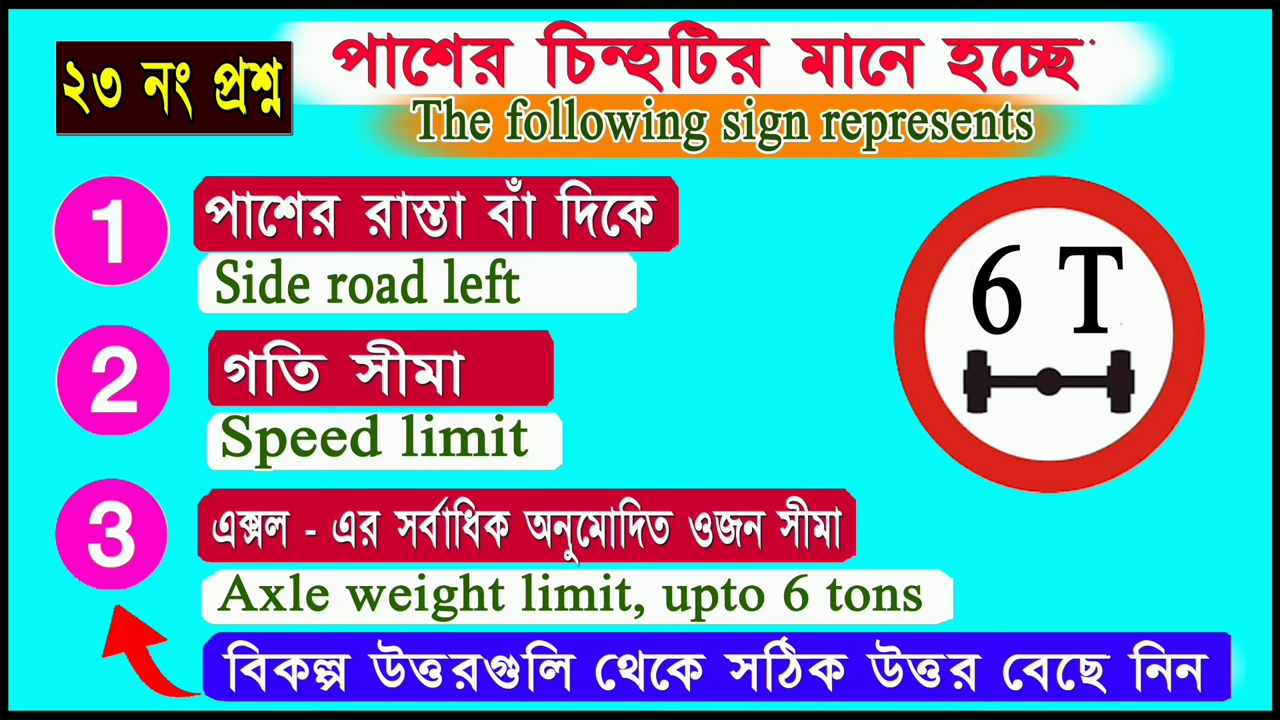 ২৩ নং প্রশ্ন
পাশের চিন্হটির মানে হচ্ছে
The following sign represents
1
পাশের রাস্তা বাঁ দিকে
Side road left
2
গতি সীমা
Speed limit
3
এক্সল - এর সর্বাধিক অনুমোদিত ওজন সীমা
Axle weight limit, upto 6 tons
6 T
বিকল্প উত্তরগুলি থেকে সঠিক উত্তর বেছে নিন